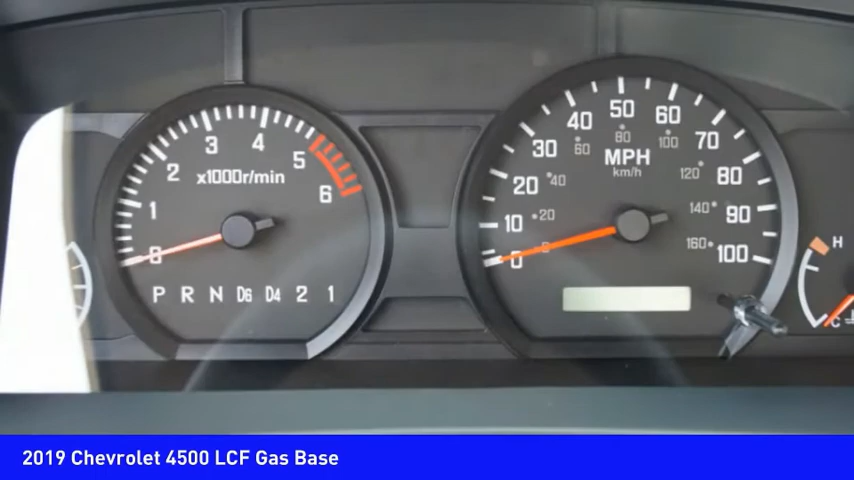 0 1 2 3 4 5 6
x1000r/min
P R N D6 D4 2 1
0 10 20 30 40 50 60 70 80 90 100
20 40 60 80 100 120 140 160
MPH
km/h
H
C
2019 Chevrolet 4500 LCF Gas Base